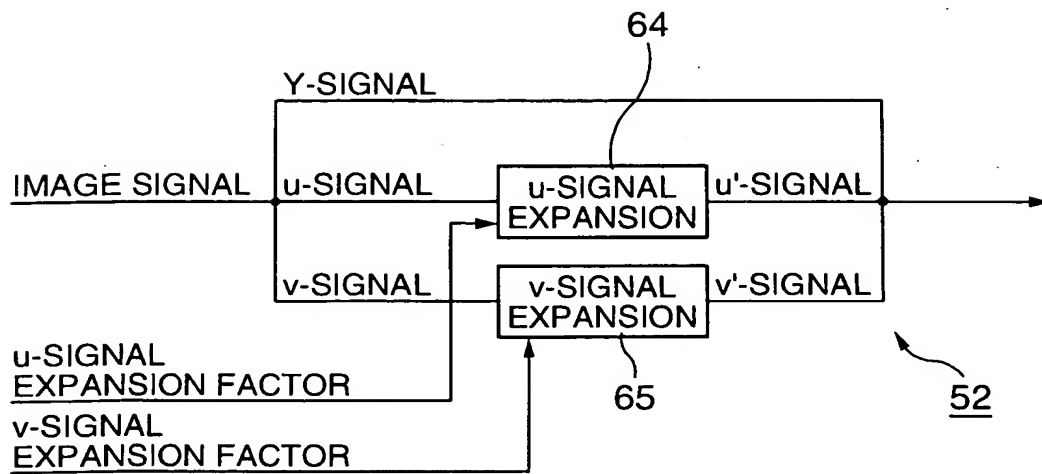 64
Y-SIGNAL
IMAGE SIGNAL
u-SIGNAL
u-SIGNAL
EXPANSION
u'-SIGNAL
v-SIGNAL
v-SIGNAL
EXPANSION
v'-SIGNAL
u-SIGNAL
EXPANSION FACTOR
65
52
v-SIGNAL
EXPANSION FACTOR